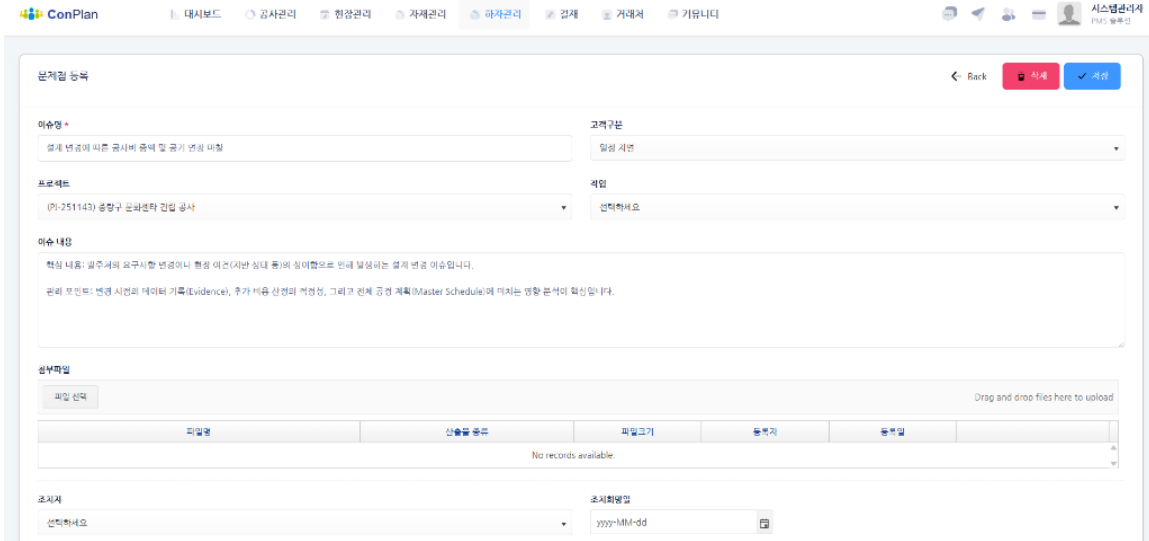 ConPlan 대시보드 공사관리 현장관리 자재관리 하자관리 결재 거래처 커뮤니티 시스템관리자
PMS 솔루션
문제점 등록 Back 삭제 저장
이슈명 * 고객구분
설계 변경에 따른 공사비 증액 및 공기 연장 마찰 일정 지연
프로젝트 작업
(PJ-251143) 중랑구 문화센타 건립 공사 선택하세요
이슈 내용
핵심 내용: 발주처의 요구사항 변경이나 현장 여건(지반 상태 등)의 상이함으로 인해 발생하는 설계 변경 이슈입니다.
관리 포인트: 변경 시점의 데이터 기록(Evidence), 추가 비용 산정의 적정성, 그리고 전체 공정 계획(Master Schedule)에 미치는 영향 분석이 핵심입니다.
첨부파일
파일 선택 Drag and drop files here to upload
파일명 산출물 종류 파일크기 등록자 등록일
No records available.
조치자 조치희망일
선택하세요 yyyy-MM-dd